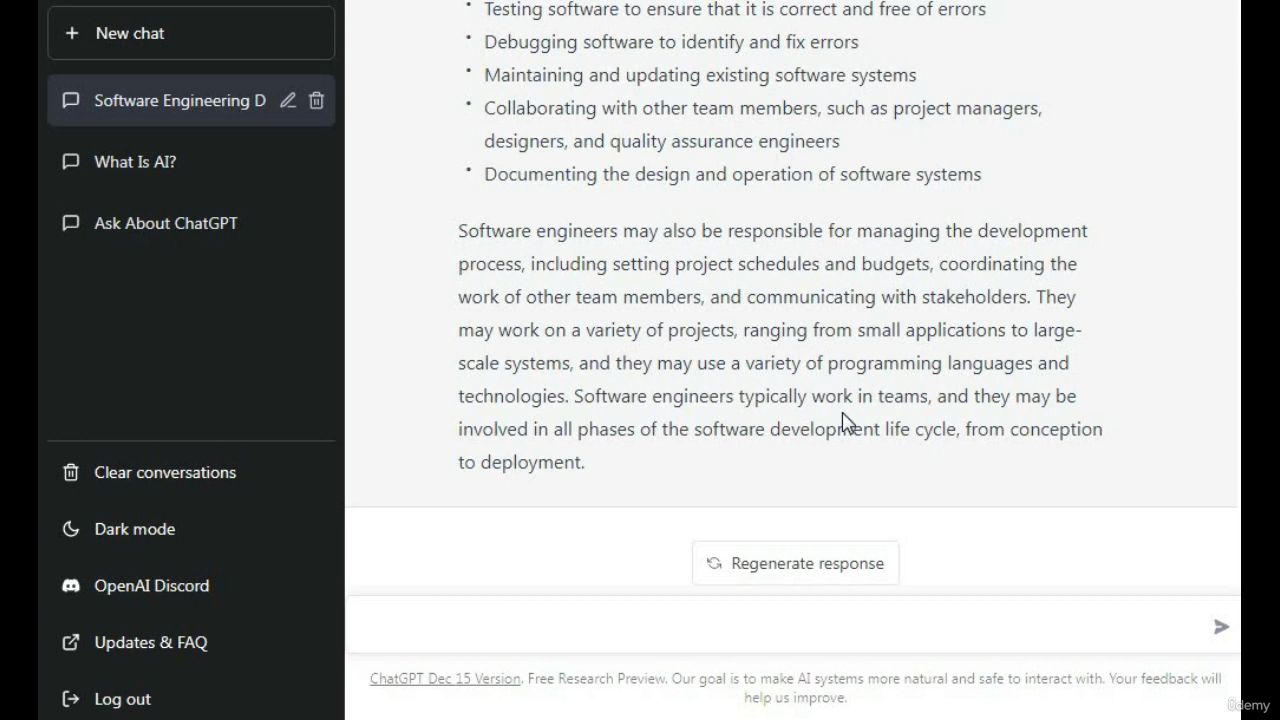 New chat
Software Engineering D
What Is AI?
Ask About ChatGPT
Clear conversations
Dark mode
OpenAI Discord
Updates & FAQ
Log out
Testing software to ensure that it is correct and free of errors
Debugging software to identify and fix errors
Maintaining and updating existing software systems
Collaborating with other team members, such as project managers,
designers, and quality assurance engineers
Documenting the design and operation of software systems
Software engineers may also be responsible for managing the development
process, including setting project schedules and budgets, coordinating the
work of other team members, and communicating with stakeholders. They
may work on a variety of projects, ranging from small applications to large-
scale systems, and they may use a variety of programming languages and
technologies. Software engineers typically work in teams, and they may be
involved in all phases of the software development life cycle, from conception
to deployment.
Regenerate response
ChatGPT Dec 15 Version. Free Research Preview. Our goal is to make AI systems more natural and safe to interact with. Your feedback will
help us improve.
ûdemy